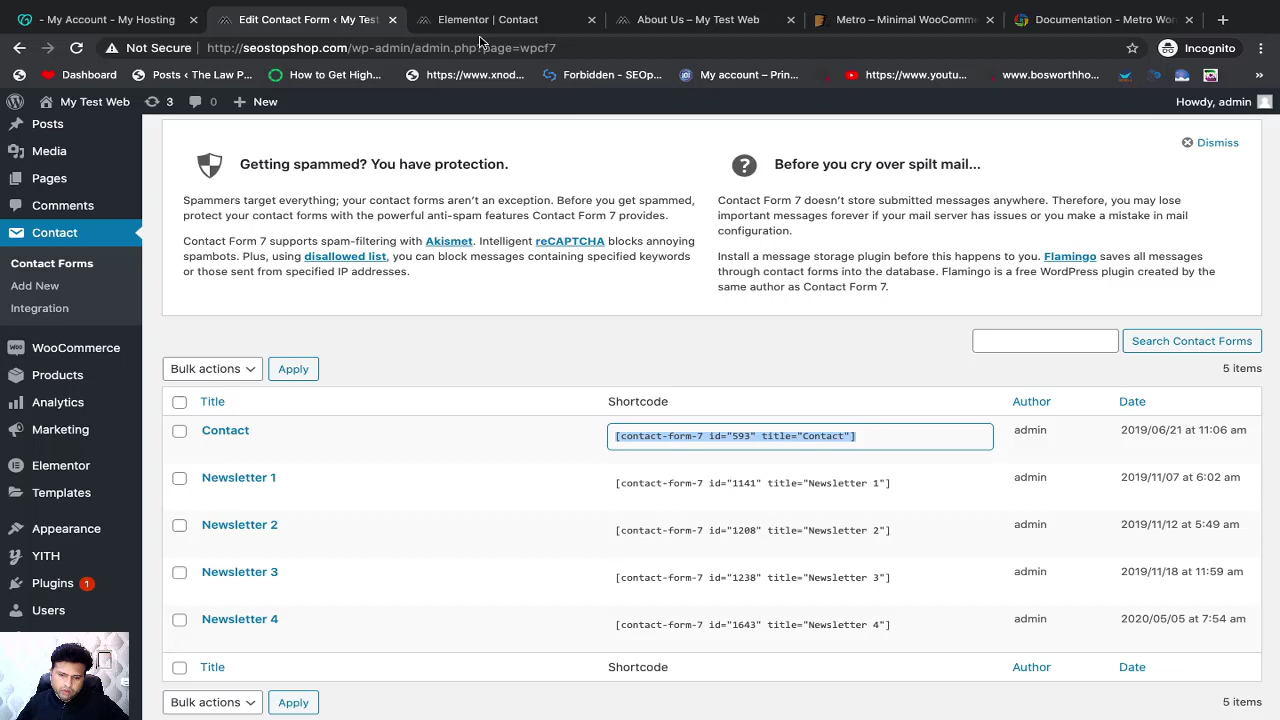 - My Account - My Hosting
Edit Contact Form ‹ My Test
Elementor | Contact
About Us – My Test Web
Metro – Minimal WooComm
Documentation - Metro Wor
Not Secure
http://seostopshop.com/wp-admin/admin.php?page=wpcf7
Incognito
Dashboard
Posts ‹ The Law P...
How to Get High...
https://www.xnod...
Forbidden - SEOp...
My account – Prin...
https://www.youtu...
www.bosworthho...
»
My Test Web
3
0
New
Howdy, admin
Posts
Media
Pages
Comments
Contact
Contact Forms
Add New
Integration
WooCommerce
Products
Analytics
Marketing
Elementor
Templates
Appearance
YITH
Plugins 1
Users
Dismiss
Getting spammed? You have protection.
Spammers target everything; your contact forms aren’t an exception. Before you get spammed,
protect your contact forms with the powerful anti-spam features Contact Form 7 provides.
Contact Form 7 supports spam-filtering with Akismet. Intelligent reCAPTCHA blocks annoying
spambots. Plus, using disallowed list, you can block messages containing specified keywords
or those sent from specified IP addresses.
?
Before you cry over spilt mail...
Contact Form 7 doesn’t store submitted messages anywhere. Therefore, you may lose
important messages forever if your mail server has issues or you make a mistake in mail
configuration.
Install a message storage plugin before this happens to you. Flamingo saves all messages
through contact forms into the database. Flamingo is a free WordPress plugin created by the
same author as Contact Form 7.
Search Contact Forms
Bulk actions
Apply
5 items
Title Shortcode Author Date
Contact [contact-form-7 id="593" title="Contact"] admin 2019/06/21 at 11:06 am
Newsletter 1 [contact-form-7 id="1141" title="Newsletter 1"] admin 2019/11/07 at 6:02 am
Newsletter 2 [contact-form-7 id="1208" title="Newsletter 2"] admin 2019/11/12 at 5:49 am
Newsletter 3 [contact-form-7 id="1238" title="Newsletter 3"] admin 2019/11/18 at 11:59 am
Newsletter 4 [contact-form-7 id="1643" title="Newsletter 4"] admin 2020/05/05 at 7:54 am
Title Shortcode Author Date
Bulk actions
Apply
5 items